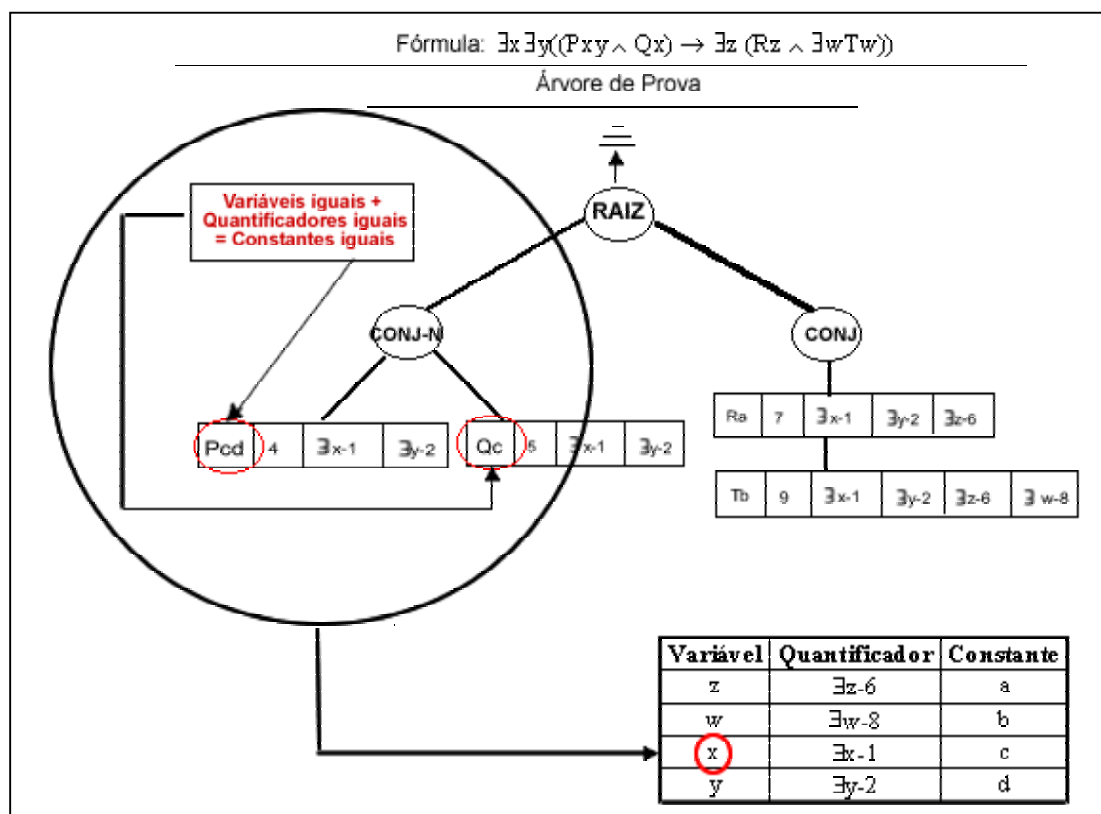 Fórmula: ∃x∃y((Pxy ∧ Qx) → ∃z (Rz ∧ ∃wTw))
Árvore de Prova
Variáveis iguais +
Quantificadores iguais
= Constantes iguais
RAIZ
CONJ-N
CONJ
Pcd 4 ∃x-1 ∃y-2
Qc 5 ∃x-1 ∃y-2
Ra 7 ∃x-1 ∃y-2 ∃z-6
Tb 9 ∃x-1 ∃y-2 ∃z-6 ∃w-8
Variável Quantificador Constante
z ∃z-6 a
w ∃w-8 b
x ∃x-1 c
y ∃y-2 d